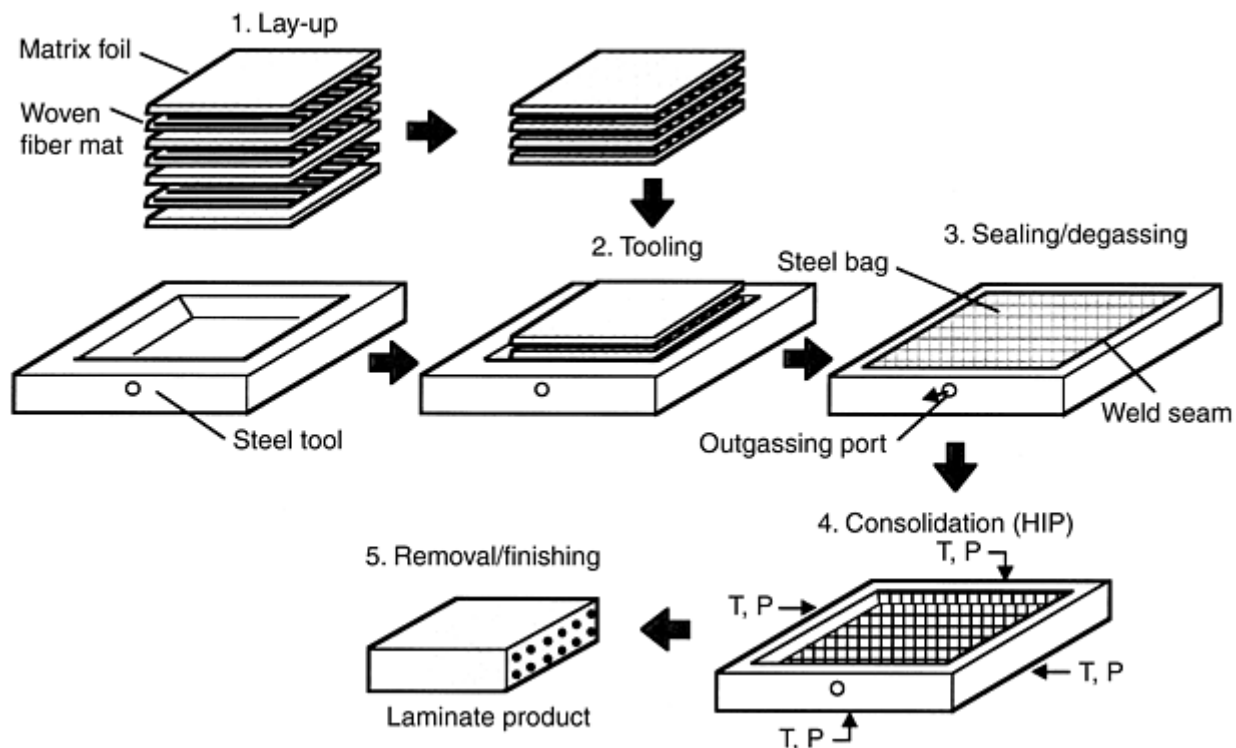 1. Lay-up
Matrix foil
Woven
fiber mat
2. Tooling
3. Sealing/degassing
Steel bag
Steel tool
Outgassing port
Weld seam
4. Consolidation (HIP)
T, P
5. Removal/finishing
T, P
T, P
Laminate product
T, P